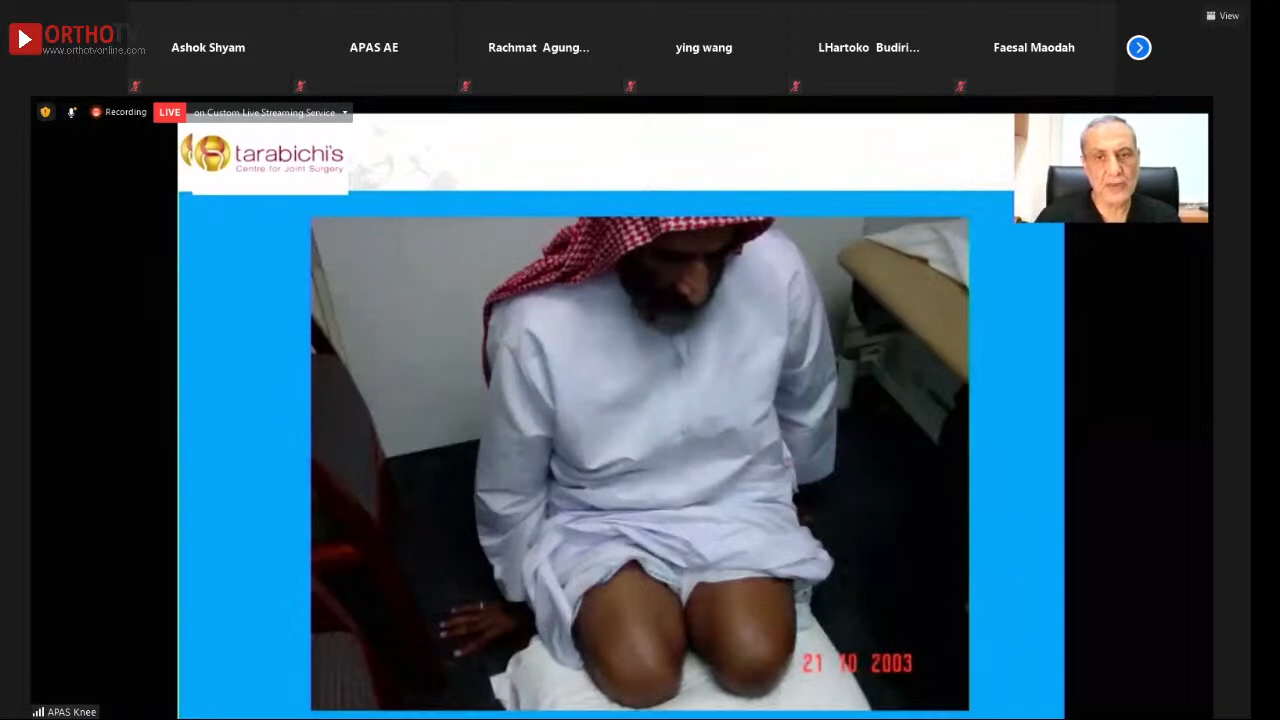 View
ORTHOTV
www.orthotvonline.com
Ashok Shyam
APAS AE
Rachmat Agung...
ying wang
LHartoko Budiri...
Faesal Maodah
Recording
LIVE
on Custom Live Streaming Service
tarabichi's
Centre for Joint Surgery
21 10 2003
APAS Knee